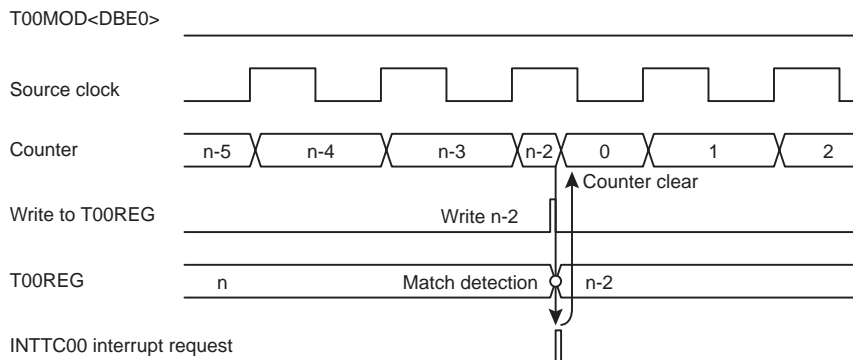 T00MOD<DBE0>
Source clock
Counter n-5 n-4 n-3 n-2 0 1 2
Counter clear
Write to T00REG Write n-2
T00REG n Match detection n-2
INTTC00 interrupt request